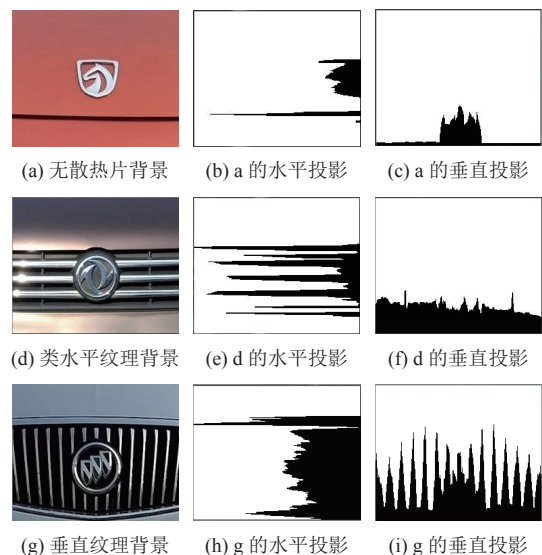 (a) 无散热片背景
(b) a 的水平投影
(c) a 的垂直投影
(d) 类水平纹理背景
(e) d 的水平投影
(f) d 的垂直投影
(g) 垂直纹理背景
(h) g 的水平投影
(i) g 的垂直投影